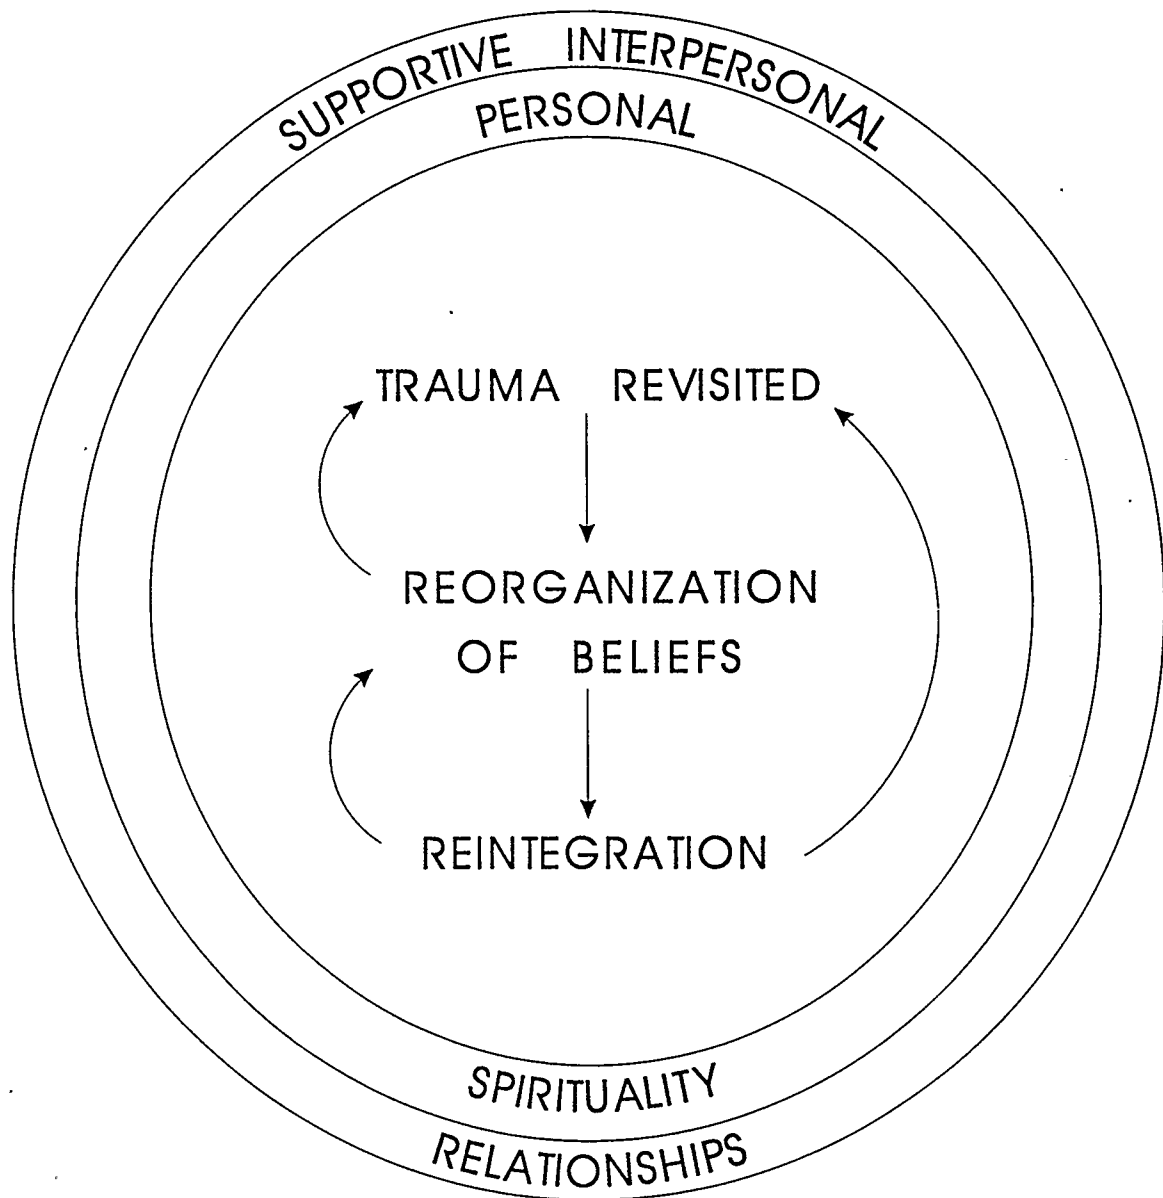 SUPPORTIVE INTERPERSONAL
PERSONAL
TRAUMA REVISITED
REORGANIZATION
OF BELIEFS
REINTEGRATION
SPIRITUALITY
RELATIONSHIPS